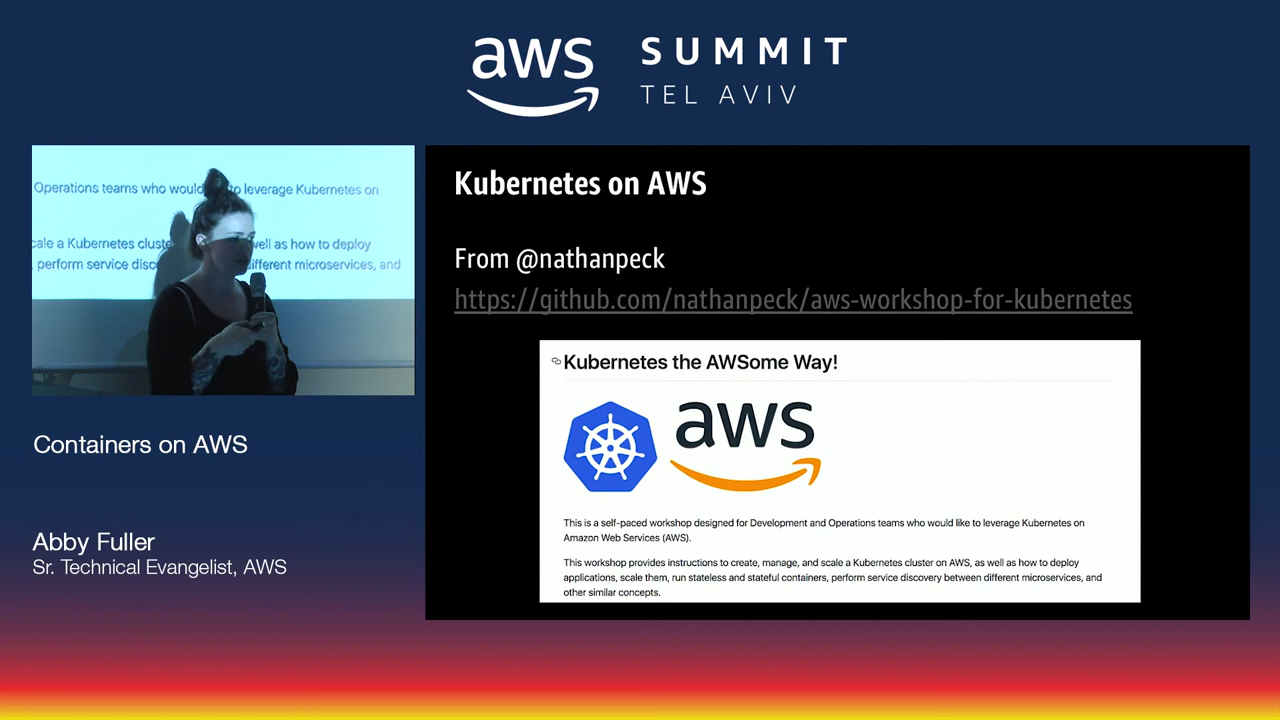 aws
SUMMIT
TEL AVIV
Operations teams who would to leverage Kubernetes on
cale a Kubernetes cluste well as how to deploy
, perform service disco different microservices, and
Containers on AWS
Abby Fuller
Sr. Technical Evangelist, AWS
Kubernetes on AWS
From @nathanpeck
https://github.com/nathanpeck/aws-workshop-for-kubernetes
Kubernetes the AWSome Way!
aws
This is a self-paced workshop designed for Development and Operations teams who would like to leverage Kubernetes on
Amazon Web Services (AWS).
This workshop provides instructions to create, manage, and scale a Kubernetes cluster on AWS, as well as how to deploy
applications, scale them, run stateless and stateful containers, perform service discovery between different microservices, and
other similar concepts.